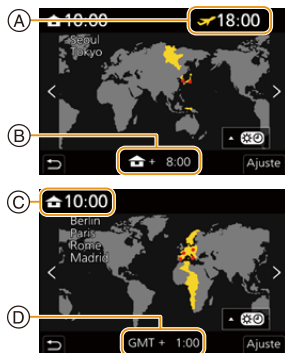 A
10:00
18:00
Seoul
Tokyo
B
+ 8:00
Ajuste
C
10:00
Berlin
Paris
Rome
Madrid
D
GMT + 1:00
Ajuste